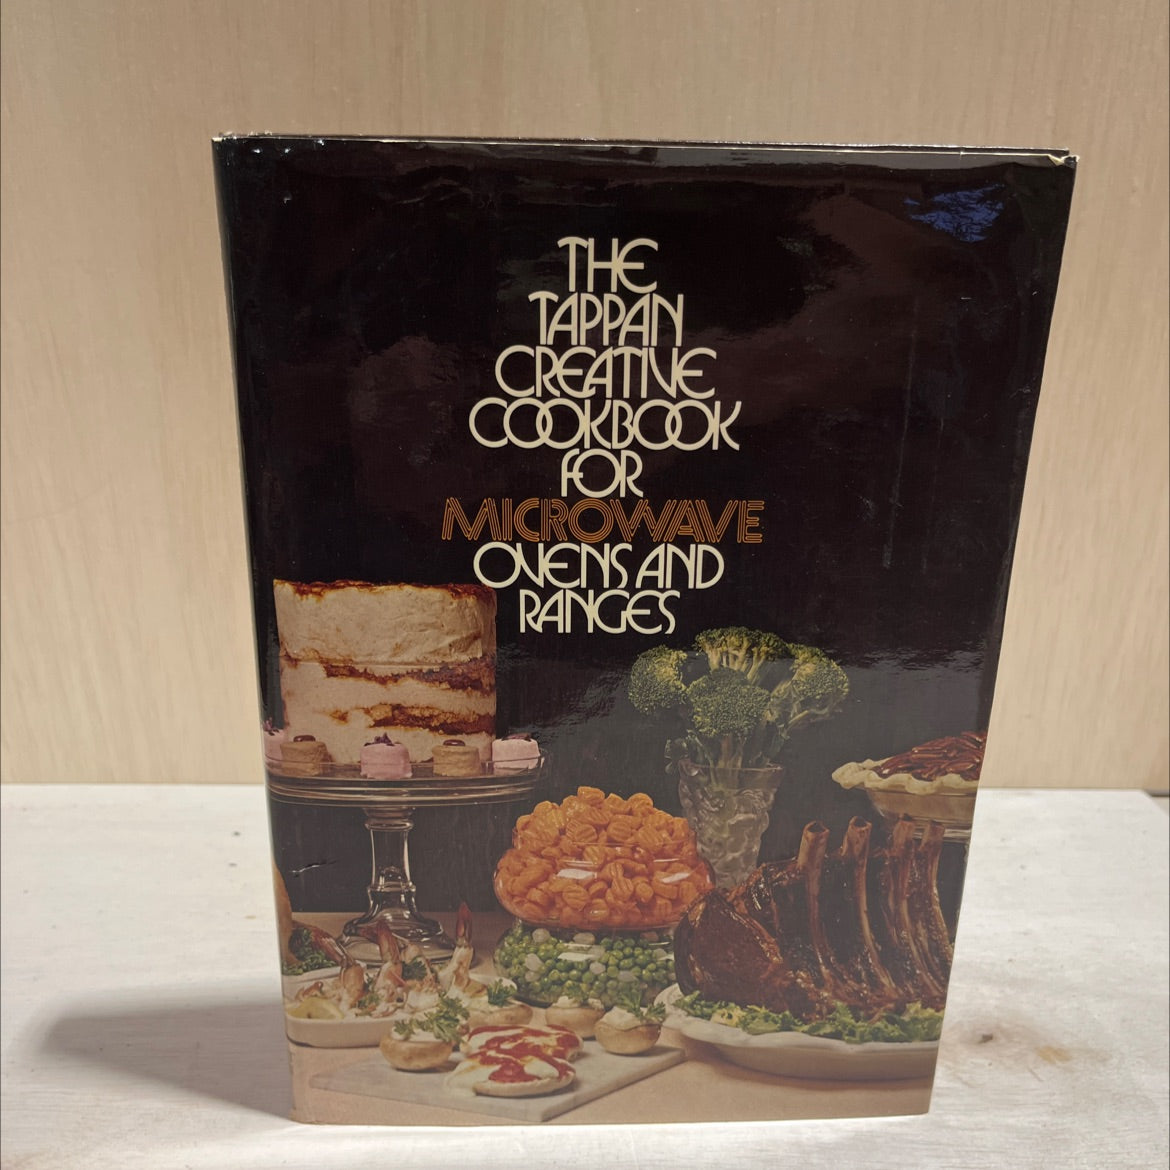 THE
TAPPAN
CREATIVE
COOKBOOK
FOR
MICROWAVE
OVENS AND
RANGES